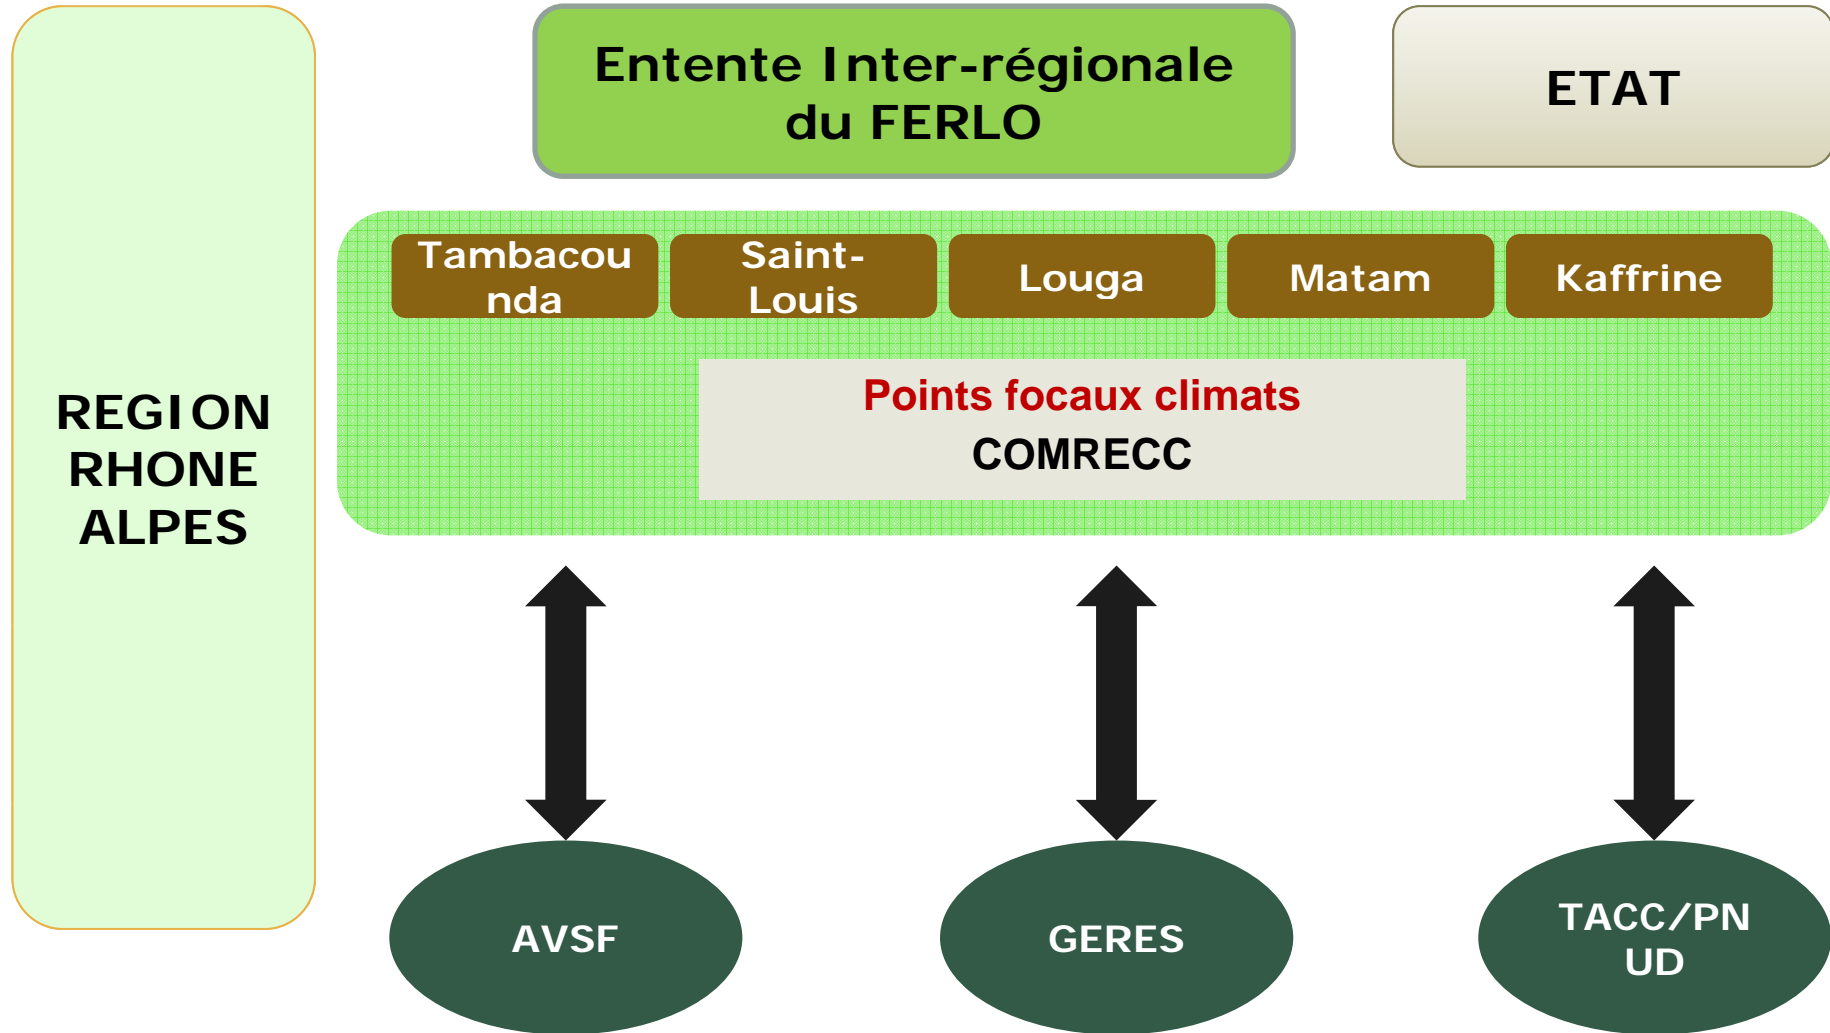 REGION
RHONE
ALPES
Entente Inter-régionale
du FERLO
ETAT
Tambacou
nda
Saint-
Louis
Louga
Matam
Kaffrine
Points focaux climats
COMRECC
AVSF
GERES
TACC/PN
UD